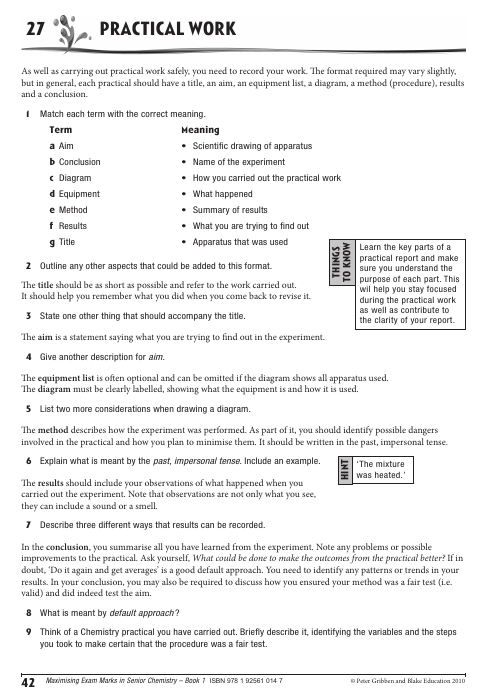 27 PRACTICAL WORK
As well as carrying out practical work safely, you need to record your work. The format required may vary slightly,
but in general, each practical should have a title, an aim, an equipment list, a diagram, a method (procedure), results
and a conclusion.
1 Match each term with the correct meaning.
Term Meaning
a Aim • Scientific drawing of apparatus
b Conclusion • Name of the experiment
c Diagram • How you carried out the practical work
d Equipment • What happened
e Method • Summary of results
f Results • What you are trying to find out
g Title • Apparatus that was used
THINGS
TO KNOW
Learn the key parts of a
practical report and make
sure you understand the
purpose of each part. This
wil help you stay focused
during the practical work
as well as contribute to
the clarity of your report.
2 Outline any other aspects that could be added to this format.
The title should be as short as possible and refer to the work carried out.
It should help you remember what you did when you come back to revise it.
3 State one other thing that should accompany the title.
The aim is a statement saying what you are trying to find out in the experiment.
4 Give another description for aim.
The equipment list is often optional and can be omitted if the diagram shows all apparatus used.
The diagram must be clearly labelled, showing what the equipment is and how it is used.
5 List two more considerations when drawing a diagram.
The method describes how the experiment was performed. As part of it, you should identify possible dangers
involved in the practical and how you plan to minimise them. It should be written in the past, impersonal tense.
6 Explain what is meant by the past, impersonal tense. Include an example.
HINT
'The mixture
was heated.'
The results should include your observations of what happened when you
carried out the experiment. Note that observations are not only what you see,
they can include a sound or a smell.
7 Describe three different ways that results can be recorded.
In the conclusion, you summarise all you have learned from the experiment. Note any problems or possible
improvements to the practical. Ask yourself, What could be done to make the outcomes from the practical better? If in
doubt, 'Do it again and get averages' is a good default approach. You need to identify any patterns or trends in your
results. In your conclusion, you may also be required to discuss how you ensured your method was a fair test (i.e.
valid) and did indeed test the aim.
8 What is meant by default approach?
9 Think of a Chemistry practical you have carried out. Briefly describe it, identifying the variables and the steps
you took to make certain that the procedure was a fair test.
42 Maximising Exam Marks in Senior Chemistry – Book 1 ISBN 978 1 92561 014 7 © Peter Gribben and Blake Education 2010